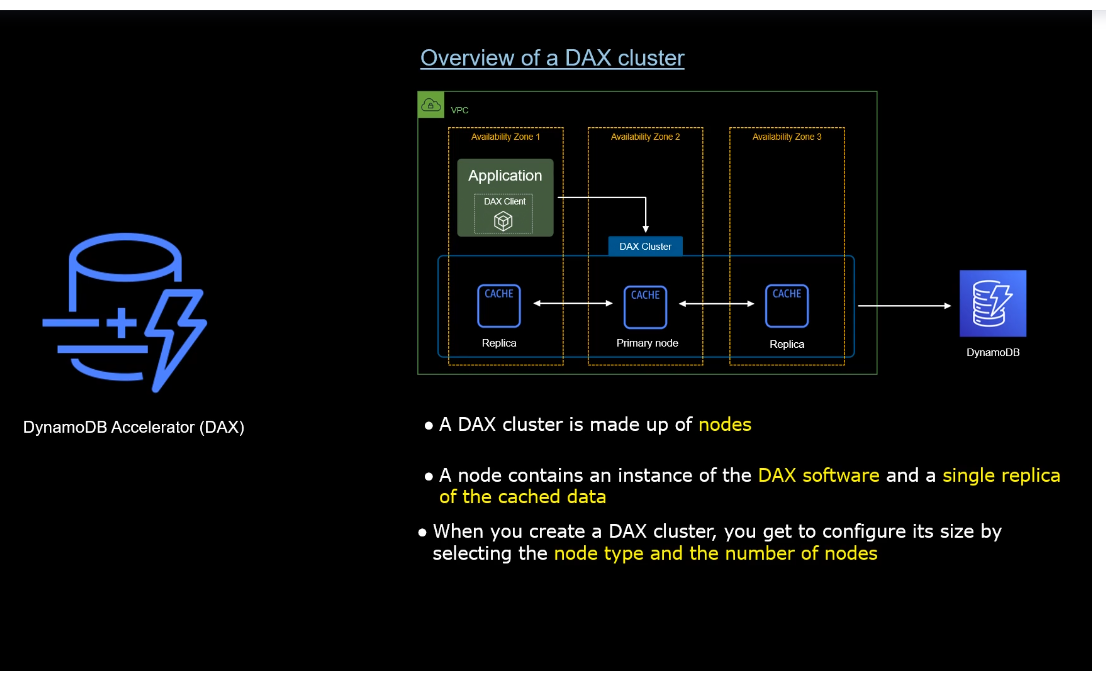 Overview of a DAX cluster
VPC
Availability Zone 1
Availability Zone 2
Availability Zone 3
Application
DAX Client
DAX Cluster
CACHE
CACHE
CACHE
Replica
Primary node
Replica
DynamoDB
DynamoDB Accelerator (DAX)
● A DAX cluster is made up of nodes
● A node contains an instance of the DAX software and a single replica
of the cached data
● When you create a DAX cluster, you get to configure its size by
selecting the node type and the number of nodes